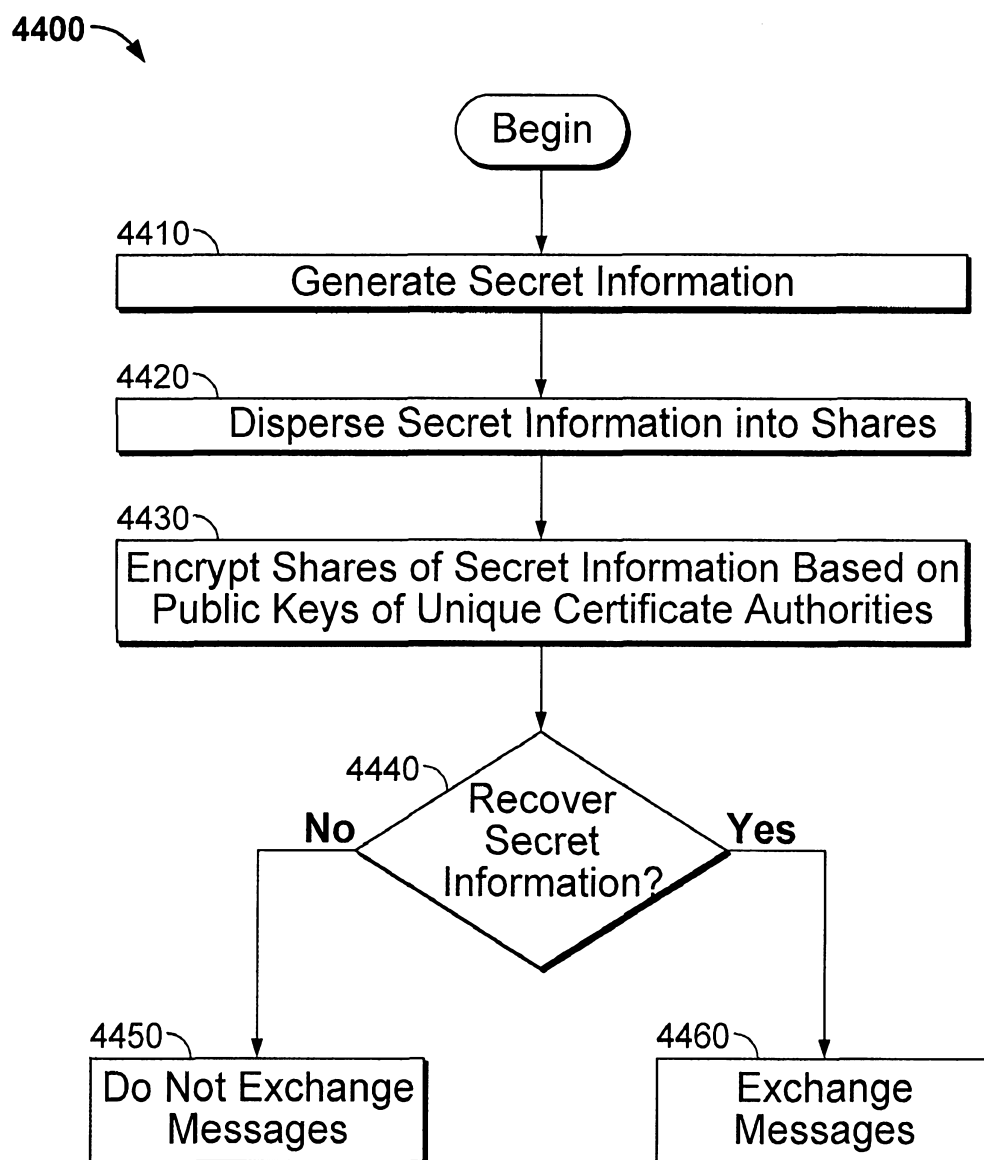 4400
Begin
4410
Generate Secret Information
4420
Disperse Secret Information into Shares
4430
Encrypt Shares of Secret Information Based on
Public Keys of Unique Certificate Authorities
4440
Recover
Secret
Information?
No
Yes
4450
Do Not Exchange
Messages
4460
Exchange
Messages